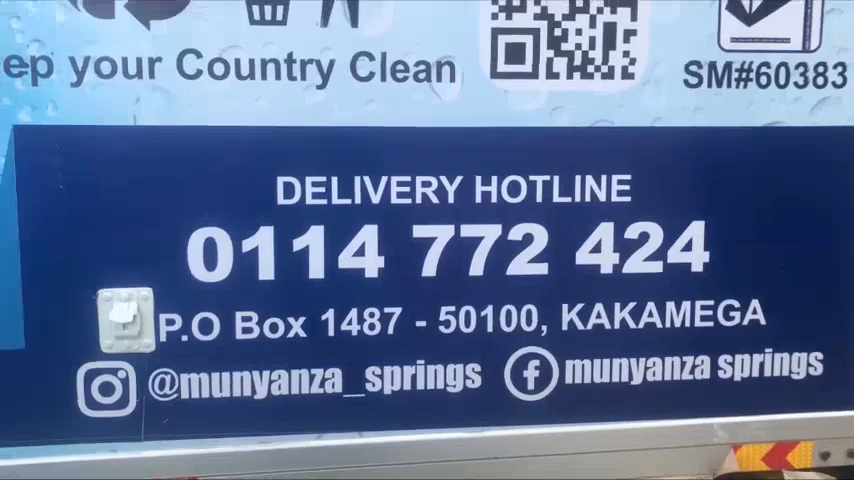 ep your Country Clean
SM#60383
DELIVERY HOTLINE
0114 772 424
P.O Box 1487 - 50100, KAKAMEGA
@munyanza_springs
munyanza springs